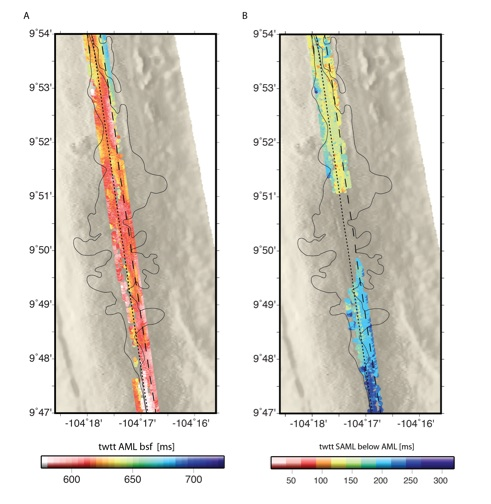 A
B
9˚54'
9˚53'
9˚52'
9˚51'
9˚50'
9˚49'
9˚48'
9˚47'
-104˚18' -104˚17' -104˚16'
twtt AML bsf [ms]
600 650 700
9˚54'
9˚53'
9˚52'
9˚51'
9˚50'
9˚49'
9˚48'
9˚47'
-104˚18' -104˚17' -104˚16'
twtt SAML below AML [ms]
50 100 150 200 250 300